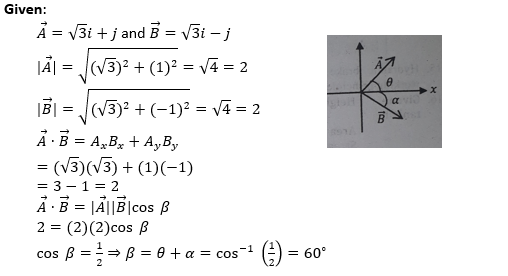 Given:
A⃗ = √3i + j and B⃗ = √3i − j
|A⃗| = √((√3)² + (1)²) = √4 = 2
|B⃗| = √((√3)² + (−1)²) = √4 = 2
A⃗ · B⃗ = AₓBₓ + A_yB_y
= (√3)(√3) + (1)(−1)
= 3 − 1 = 2
A⃗ · B⃗ = |A⃗||B⃗|cos β
2 = (2)(2)cos β
cos β = 1/2 ⇒ β = θ + α = cos⁻¹ (1/2) = 60°
A⃗
θ
x
α
B⃗